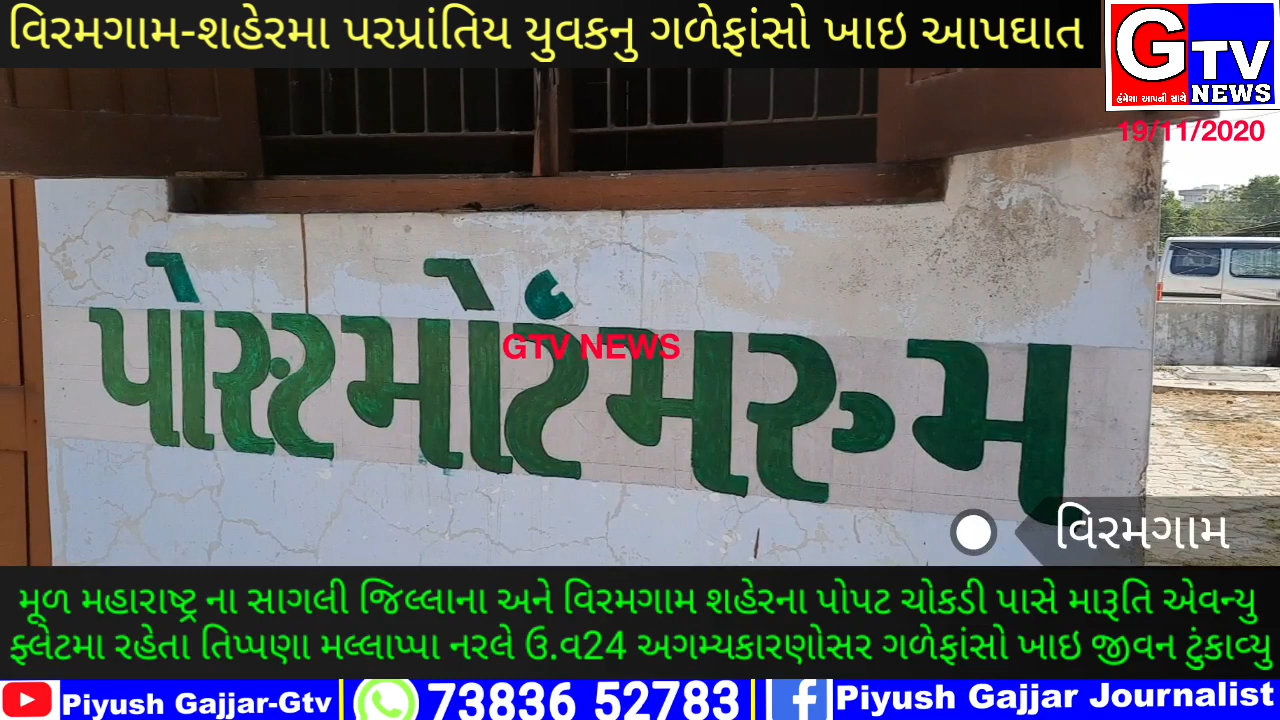 વિરમગામ-શહેરમા પરપ્રાંતિય યુવકનુ ગળેફાંસો ખાઇ આપઘાત
GTV
NEWS
હંમેશા આપની સાથે
19/11/2020
પોસ્ટમોર્ટમરુમ
GTV NEWS
વિરમગામ
મૂળ મહારાષ્ટ્ર ના સાગલી જિલ્લાના અને વિરમગામ શહેરના પોપટ ચોકડી પાસે મારૂતિ એવન્યુ
ફ્લેટમા રહેતા તિપ્પણા મલ્લાપ્પા નરલે ઉ.વ24 અગમ્યકારણોસર ગળેફાંસો ખાઇ જીવન ટુંકાવ્યુ
Piyush Gajjar-Gtv
73836 52783
Piyush Gajjar Journalist